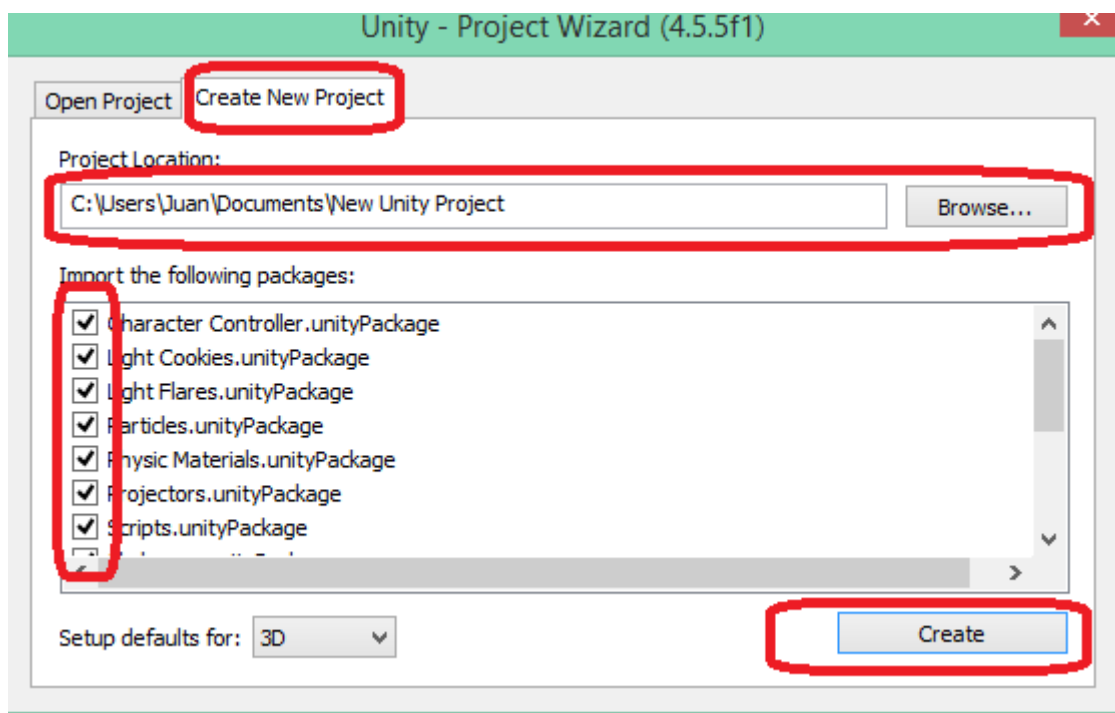 Unity - Project Wizard (4.5.5f1)
Open Project
Create New Project
Project Location:
C:\Users\Juan\Documents\New Unity Project
Browse...
Import the following packages:
Character Controller.unityPackage
Light Cookies.unityPackage
Light Flares.unityPackage
Particles.unityPackage
Physic Materials.unityPackage
Projectors.unityPackage
Scripts.unityPackage
Setup defaults for:
3D
Create